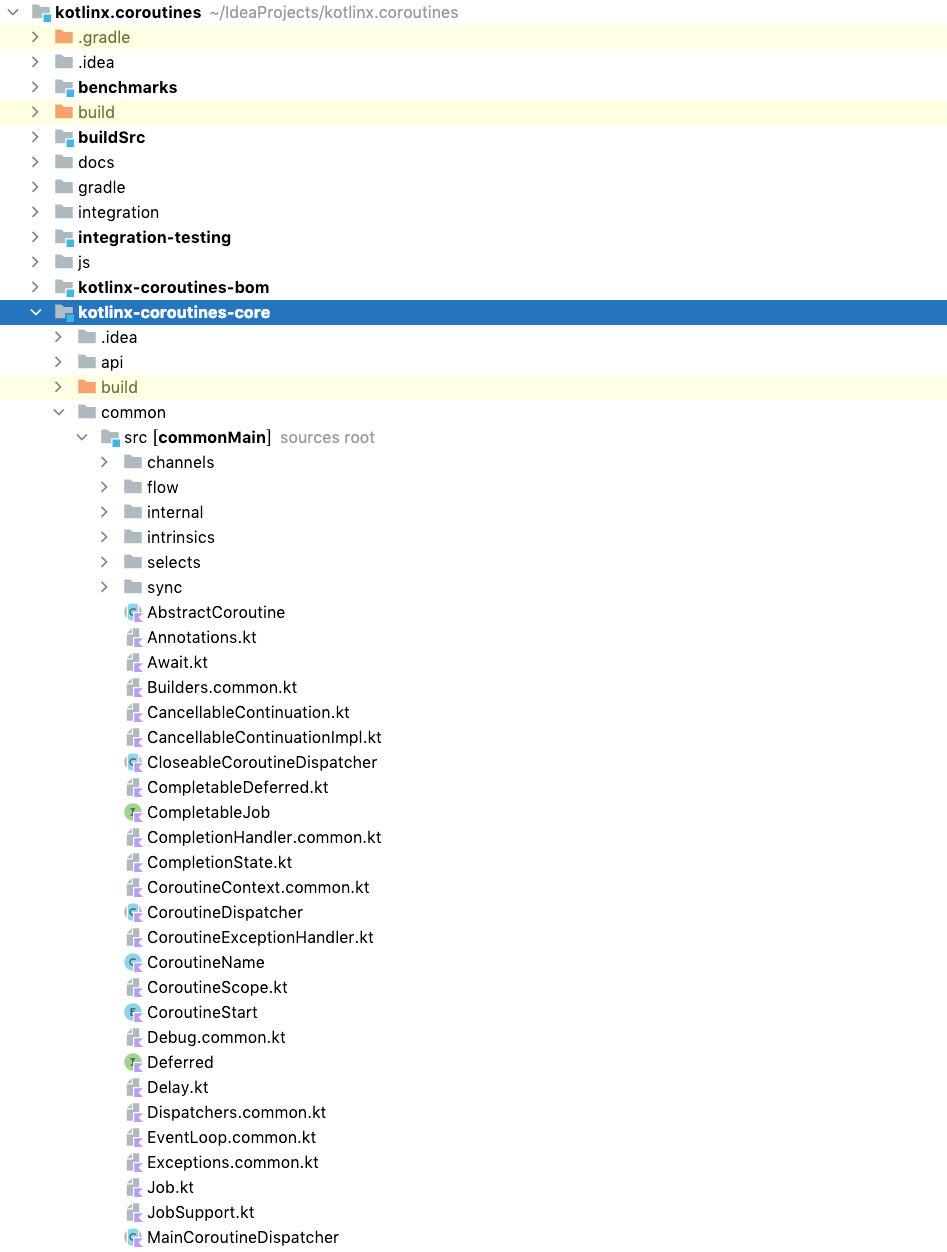 kotlinx.coroutines ~/IdeaProjects/kotlinx.coroutines
.gradle
.idea
benchmarks
build
buildSrc
docs
gradle
integration
integration-testing
js
kotlinx-coroutines-bom
kotlinx-coroutines-core
.idea
api
build
common
src [commonMain] sources root
channels
flow
internal
intrinsics
selects
sync
AbstractCoroutine
Annotations.kt
Await.kt
Builders.common.kt
CancellableContinuation.kt
CancellableContinuationImpl.kt
CloseableCoroutineDispatcher
CompletableDeferred.kt
CompletableJob
CompletionHandler.common.kt
CompletionState.kt
CoroutineContext.common.kt
CoroutineDispatcher
CoroutineExceptionHandler.kt
CoroutineName
CoroutineScope.kt
CoroutineStart
Debug.common.kt
Deferred
Delay.kt
Dispatchers.common.kt
EventLoop.common.kt
Exceptions.common.kt
Job.kt
JobSupport.kt
MainCoroutineDispatcher